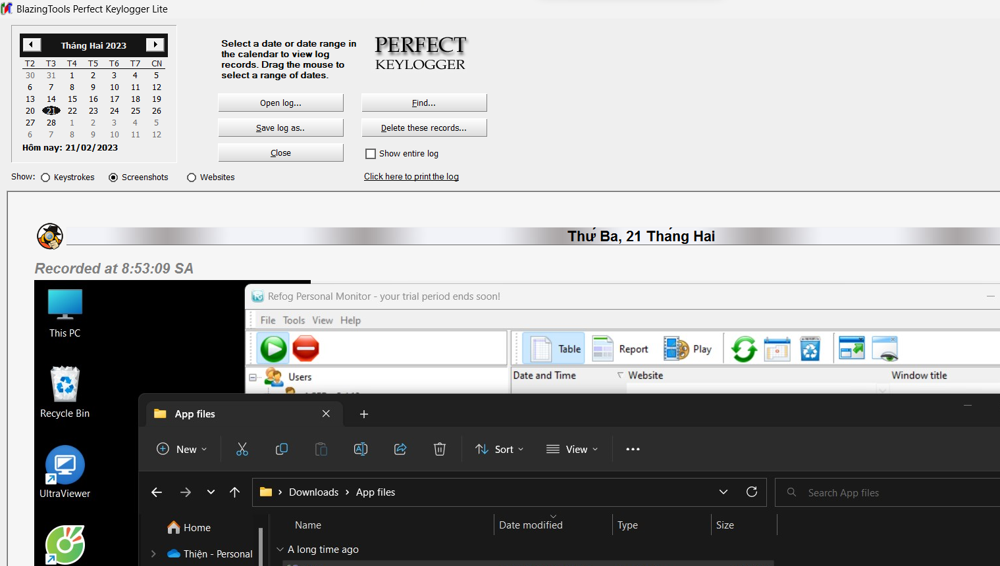 BlazingTools Perfect Keylogger Lite
Tháng Hai 2023
T2 T3 T4 T5 T6 T7 CN
30 31 1 2 3 4 5
6 7 8 9 10 11 12
13 14 15 16 17 18 19
20 21 22 23 24 25 26
27 28 1 2 3 4 5
6 7 8 9 10 11 12
Hôm nay: 21/02/2023
Select a date or date range in
the calendar to view log
records. Drag the mouse to
select a range of dates.
PERFECT
KEYLOGGER
Open log...
Find...
Save log as..
Delete these records...
Close
Show entire log
Show:
Keystrokes
Screenshots
Websites
Click here to print the log
Thứ Ba, 21 Tháng Hai
Recorded at 8:53:09 SA
This PC
Recycle Bin
UltraViewer
Refog Personal Monitor - your trial period ends soon!
File Tools View Help
Table
Report
Play
Users
Date and Time
Website
Window title
App files
New
Sort
View
Downloads > App files
Search App files
Home
Thiện - Personal
Name
Date modified
Type
Size
A long time ago